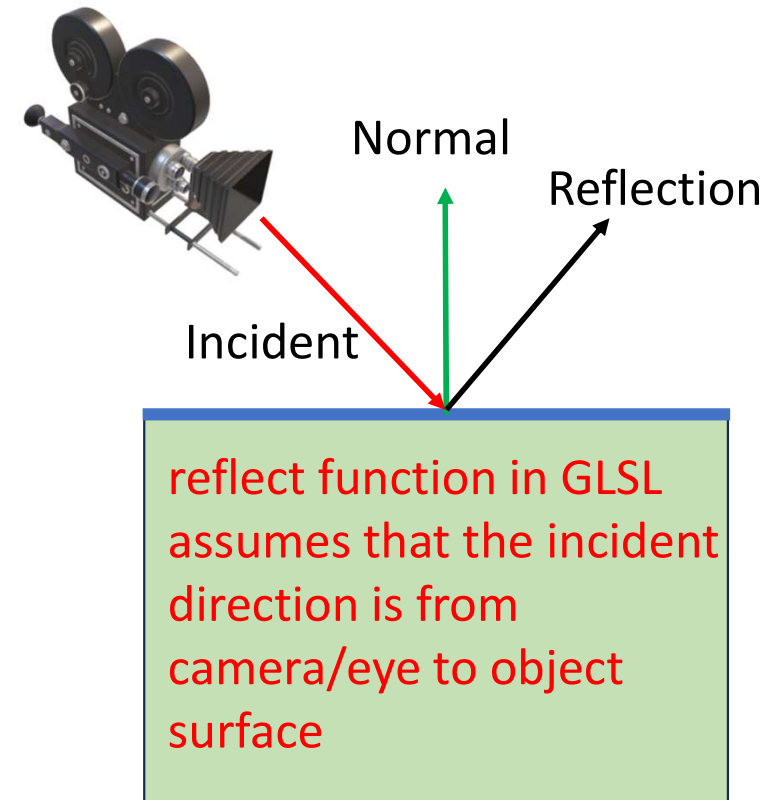 Normal
Reflection
Incident
reflect function in GLSL
assumes that the incident
direction is from
camera/eye to object
surface